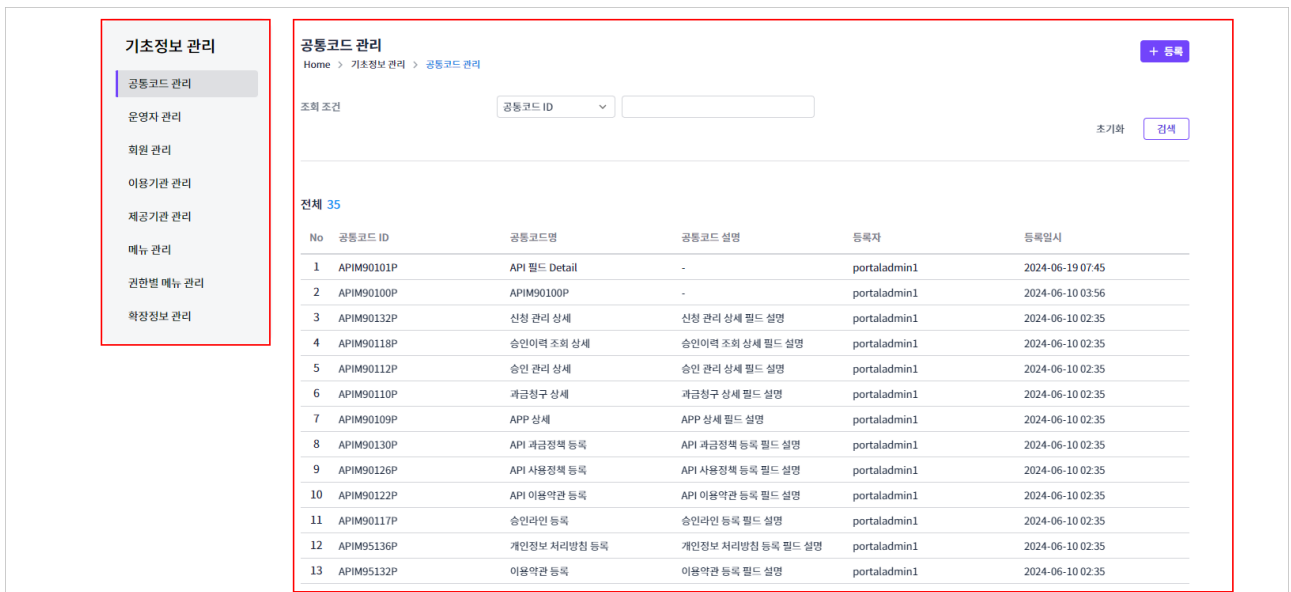 기초정보 관리
공통코드 관리
운영자 관리
회원 관리
이용기관 관리
제공기관 관리
메뉴 관리
권한별 메뉴 관리
확장정보 관리
공통코드 관리
+ 등록
Home > 기초정보 관리 > 공통코드 관리
조회 조건 공통코드 ID
초기화 검색
전체 35
No 공통코드 ID 공통코드명 공통코드 설명 등록자 등록일시
1 APIM90101P API 필드 Detail - portaladmin1 2024-06-19 07:45
2 APIM90100P APIM90100P - portaladmin1 2024-06-10 03:56
3 APIM90132P 신청 관리 상세 신청 관리 상세 필드 설명 portaladmin1 2024-06-10 02:35
4 APIM90118P 승인이력 조회 상세 승인이력 조회 상세 필드 설명 portaladmin1 2024-06-10 02:35
5 APIM90112P 승인 관리 상세 승인 관리 상세 필드 설명 portaladmin1 2024-06-10 02:35
6 APIM90110P 과금청구 상세 과금청구 상세 필드 설명 portaladmin1 2024-06-10 02:35
7 APIM90109P APP 상세 APP 상세 필드 설명 portaladmin1 2024-06-10 02:35
8 APIM90130P API 과금정책 등록 API 과금정책 등록 필드 설명 portaladmin1 2024-06-10 02:35
9 APIM90126P API 사용정책 등록 API 사용정책 등록 필드 설명 portaladmin1 2024-06-10 02:35
10 APIM90122P API 이용약관 등록 API 이용약관 등록 필드 설명 portaladmin1 2024-06-10 02:35
11 APIM90117P 승인라인 등록 승인라인 등록 필드 설명 portaladmin1 2024-06-10 02:35
12 APIM95136P 개인정보 처리방침 등록 개인정보 처리방침 등록 필드 설명 portaladmin1 2024-06-10 02:35
13 APIM95132P 이용약관 등록 이용약관 등록 필드 설명 portaladmin1 2024-06-10 02:35